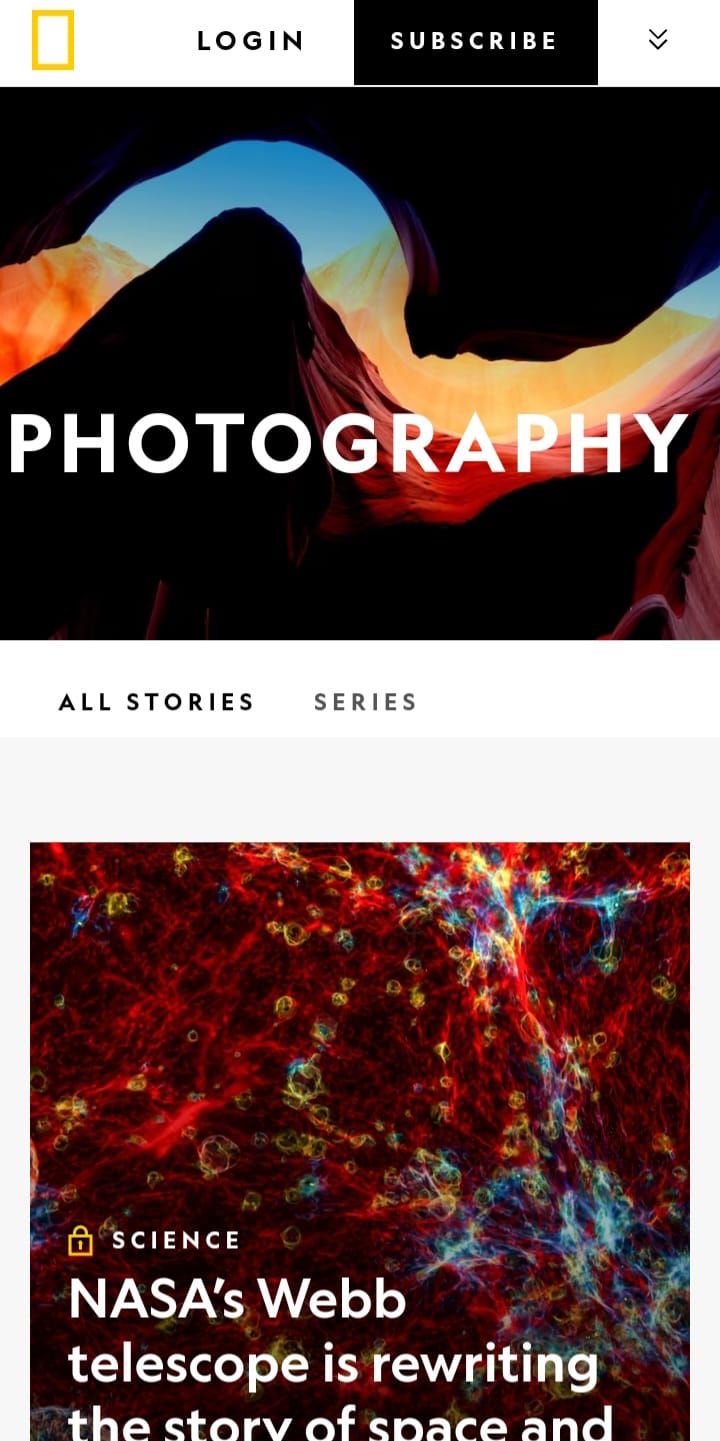 LOGIN
SUBSCRIBE
PHOTOGRAPHY
ALL STORIES
SERIES
SCIENCE
NASA’s Webb
telescope is rewriting
the story of space and